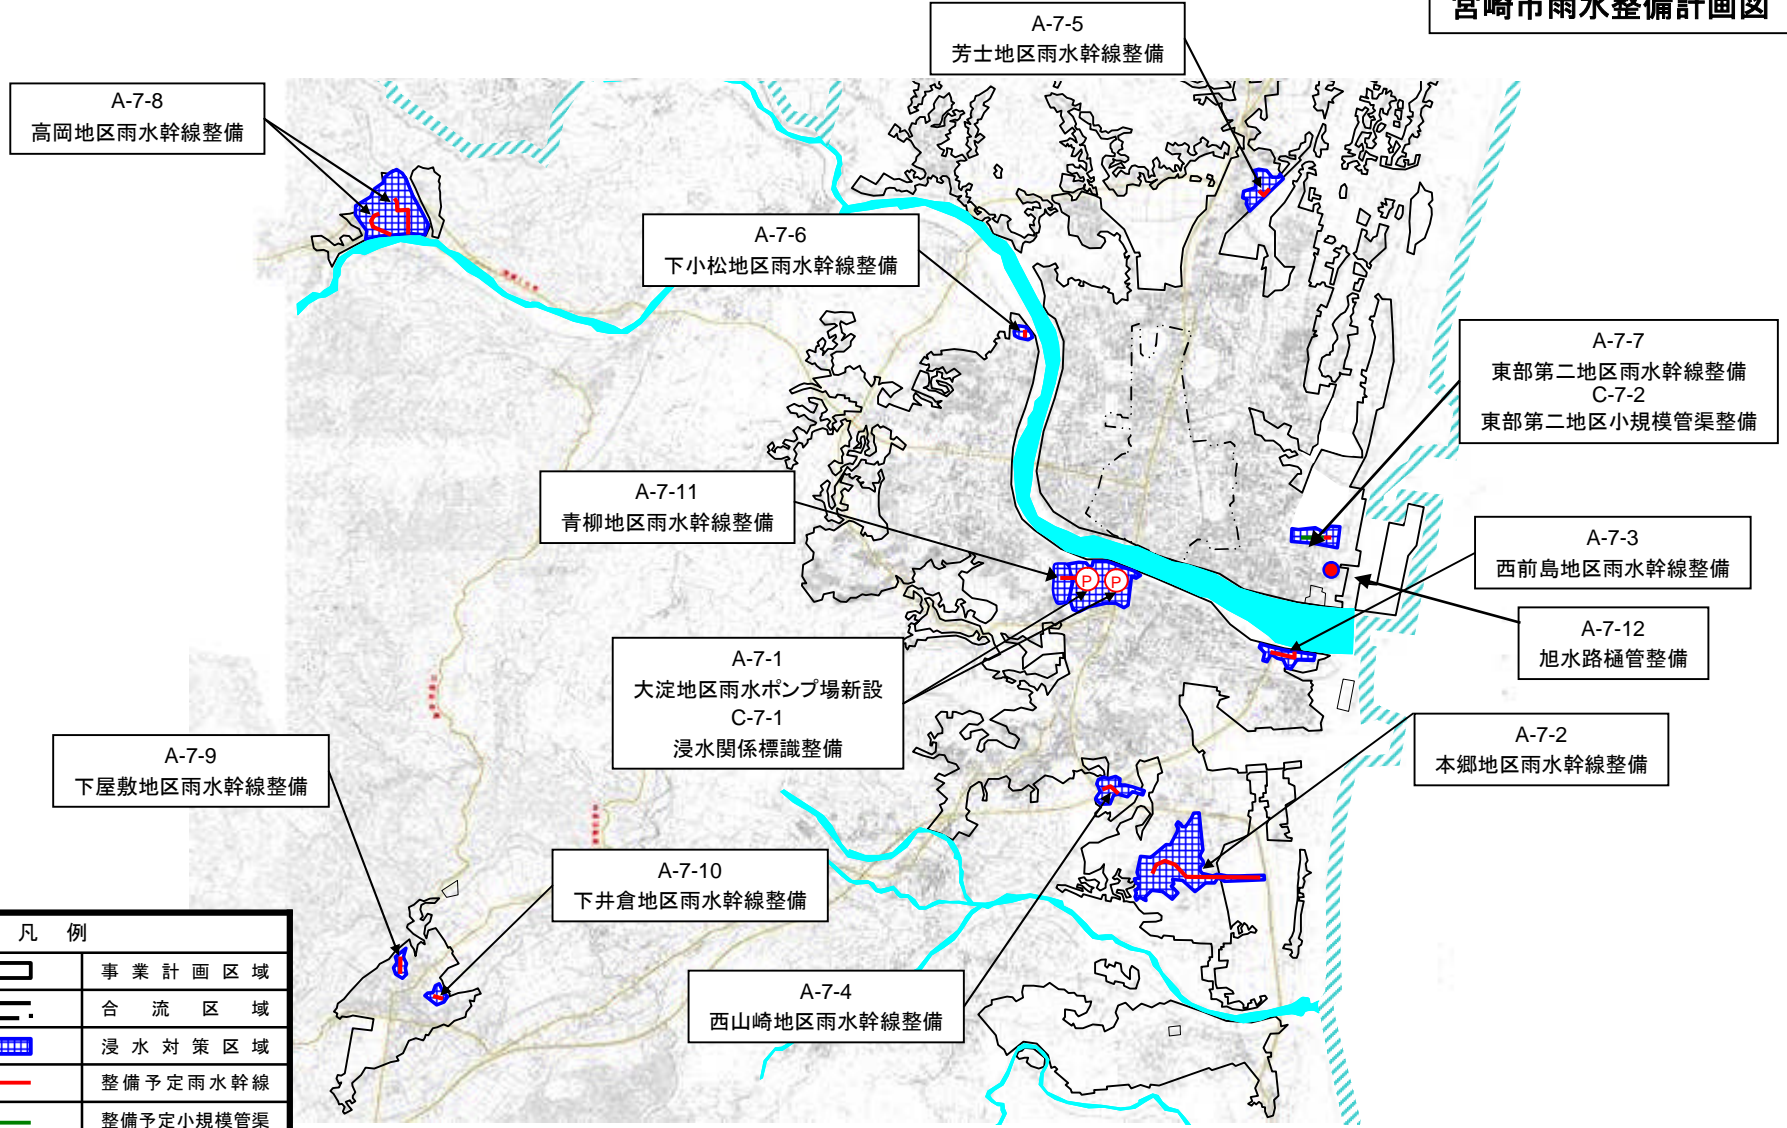 宮崎市雨水整備計画図
A-7-5
芳士地区雨水幹線整備
A-7-8
高岡地区雨水幹線整備
A-7-6
下小松地区雨水幹線整備
A-7-7
東部第二地区雨水幹線整備
C-7-2
東部第二地区小規模管渠整備
A-7-11
青柳地区雨水幹線整備
A-7-3
西前島地区雨水幹線整備
P P
A-7-12
旭水路樋管整備
A-7-1
大淀地区雨水ポンプ場新設
C-7-1
浸水関係標識整備
A-7-2
本郷地区雨水幹線整備
A-7-9
下屋敷地区雨水幹線整備
A-7-10
下井倉地区雨水幹線整備
A-7-4
西山崎地区雨水幹線整備
凡 例
事業計画区域
合流区域
浸水対策区域
整備予定雨水幹線
整備予定小規模管渠